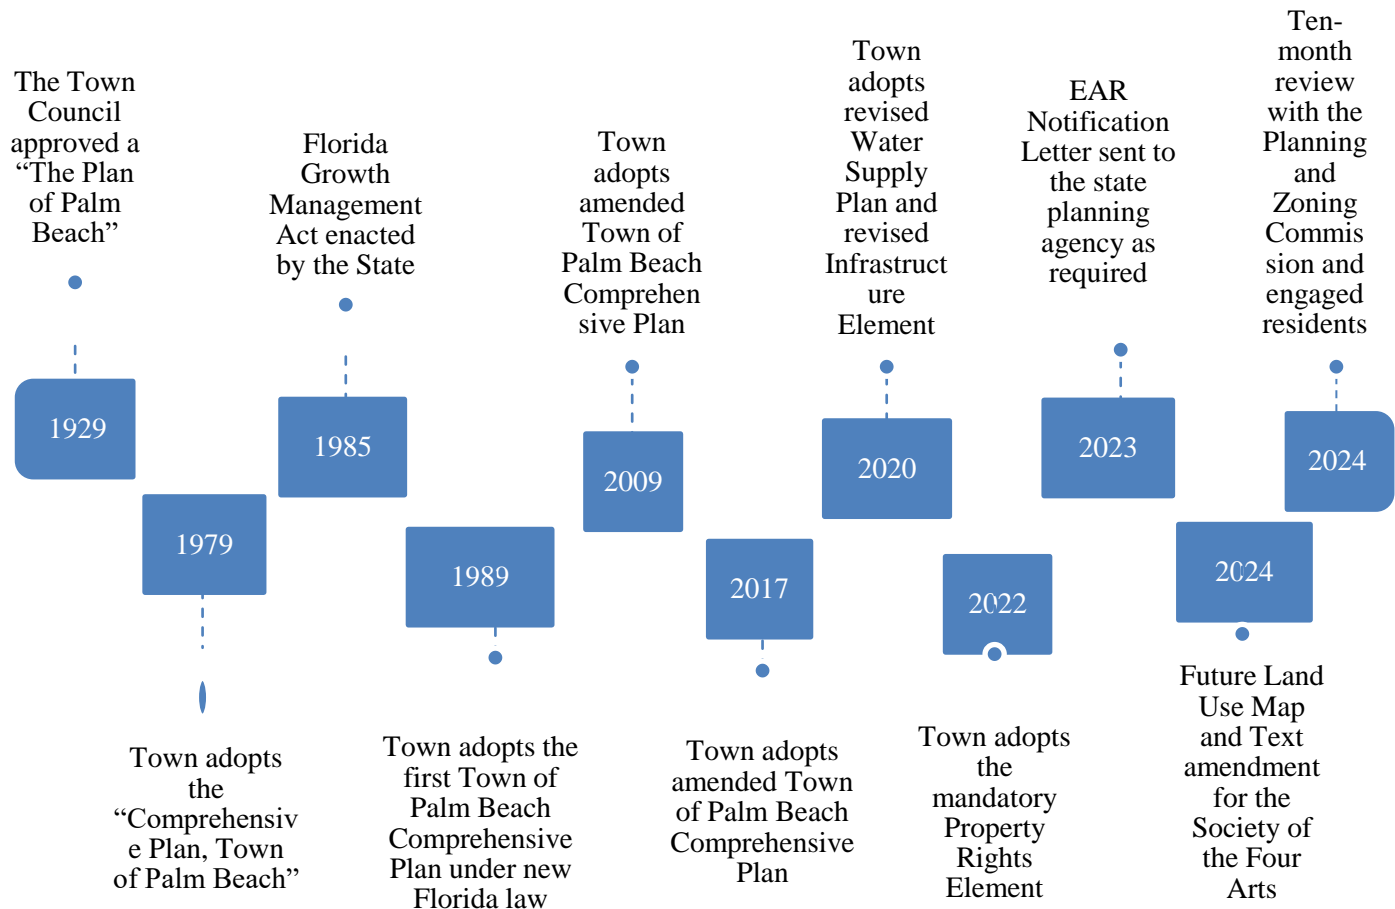 The Town
Council
approved a
“The Plan
of Palm
Beach”
1929
1979
Town adopts
the
“Comprehensiv
e Plan, Town
of Palm Beach”
Florida
Growth
Management
Act enacted
by the State
1985
1989
Town adopts the
first Town of
Palm Beach
Comprehensive
Plan under new
Florida law
Town
adopts
amended
Town of
Palm Beach
Comprehen
sive Plan
2009
2017
Town adopts
amended Town
of Palm Beach
Comprehensive
Plan
Town
adopts
revised
Water
Supply
Plan and
revised
Infrastruct
ure
Element
2020
2022
Town adopts
the
mandatory
Property
Rights
Element
EAR
Notification
Letter sent to
the state
planning
agency as
required
2023
2024
Future Land
Use Map
and Text
amendment
for the
Society of
the Four
Arts
Ten-
month
review
with the
Planning
and
Zoning
Commis
sion and
engaged
residents
2024